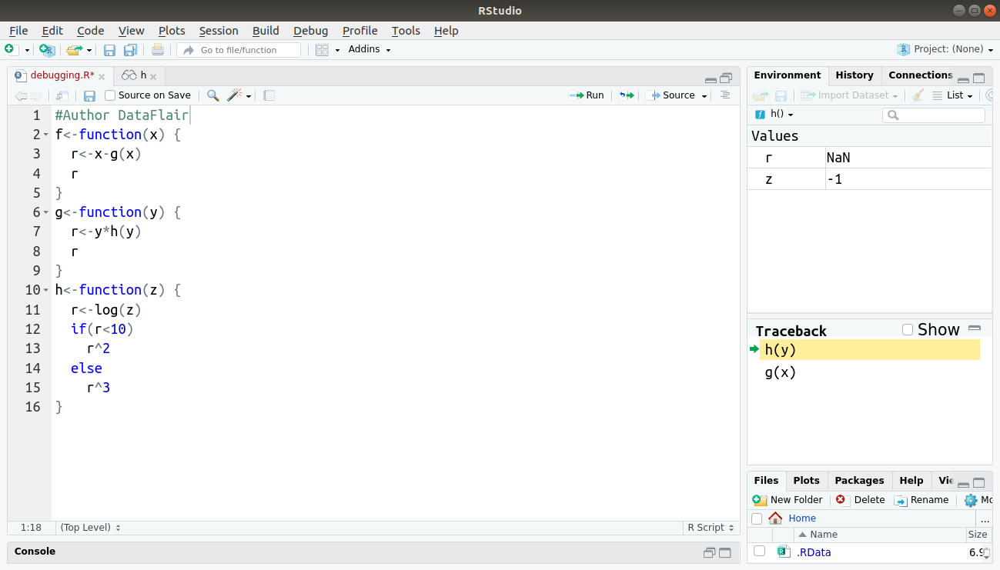 RStudio
File Edit Code View Plots Session Build Debug Profile Tools Help
Go to file/function Addins Project: (None)
debugging.R* h
Source on Save Run Source
1 #Author DataFlair
2 f<-function(x) {
3 r<-x-g(x)
4 r
5 }
6 g<-function(y) {
7 r<-y*h(y)
8 r
9 }
10 h<-function(z) {
11 r<-log(z)
12 if(r<10)
13 r^2
14 else
15 r^3
16 }
1:18 (Top Level) R Script
Console
Environment History Connections
Import Dataset List
h()
Values
r NaN
z -1
Traceback Show
h(y)
g(x)
Files Plots Packages Help
New Folder Delete Rename
Home ...
Name Size
.RData